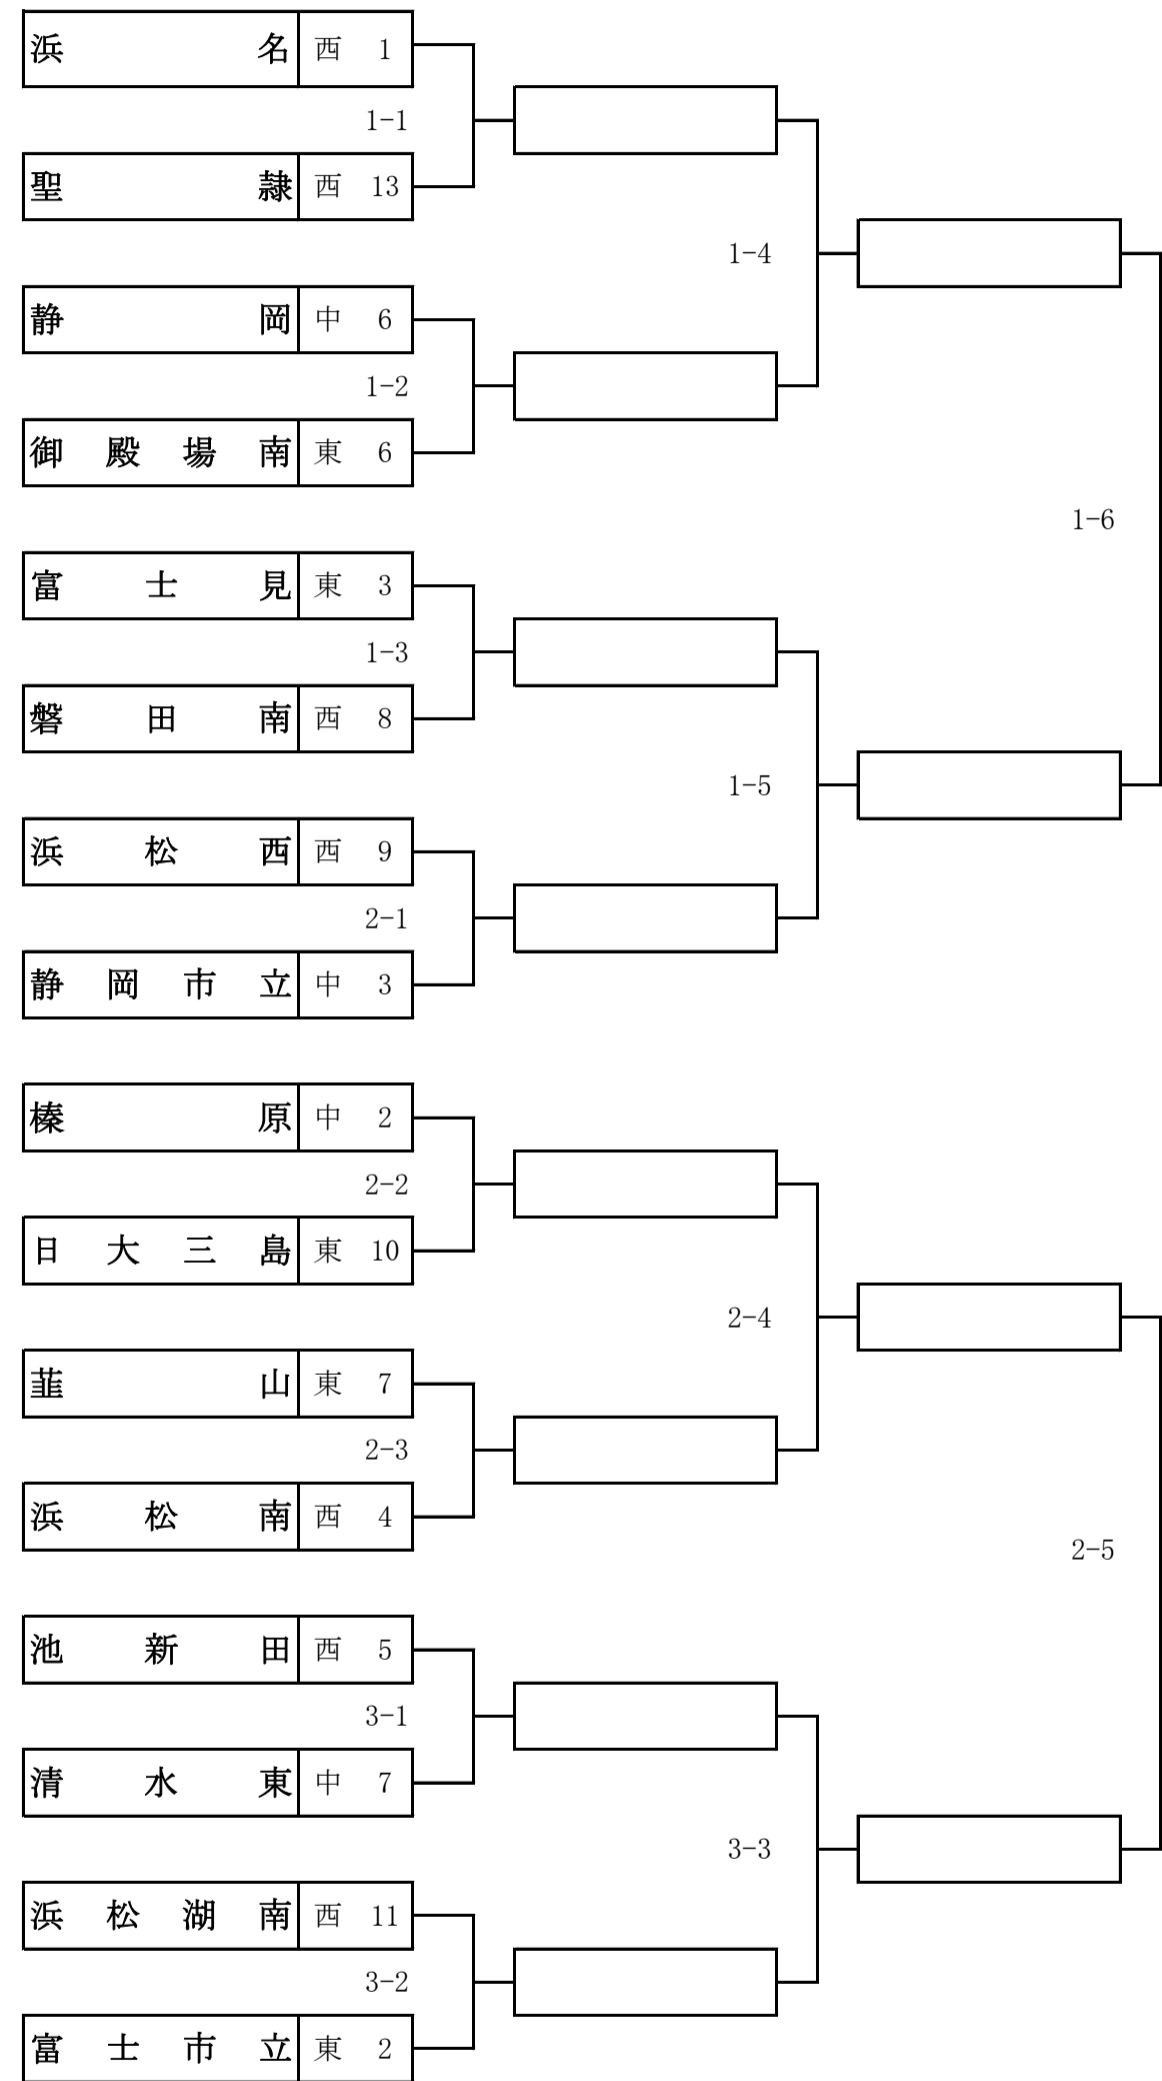 浜名 西 1
1-1
聖隷 西 13
1-4
静岡 中 6
1-2
御殿場南 東 6
1-6
富士見 東 3
1-3
磐田南 西 8
1-5
浜松西 西 9
2-1
静岡市立 中 3
榛原 中 2
2-2
日大三島 東 10
2-4
韮山 東 7
2-3
浜松南 西 4
2-5
池新田 西 5
3-1
清水東 中 7
3-3
浜松湖南 西 11
3-2
富士市立 東 2